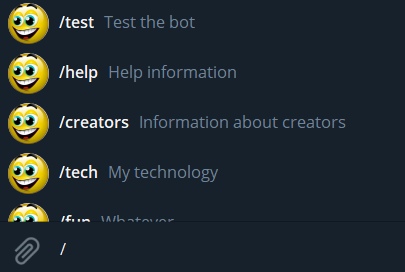 /test Test the bot
/help Help information
/creators Information about creators
/tech My technology
/fun Whatever
/